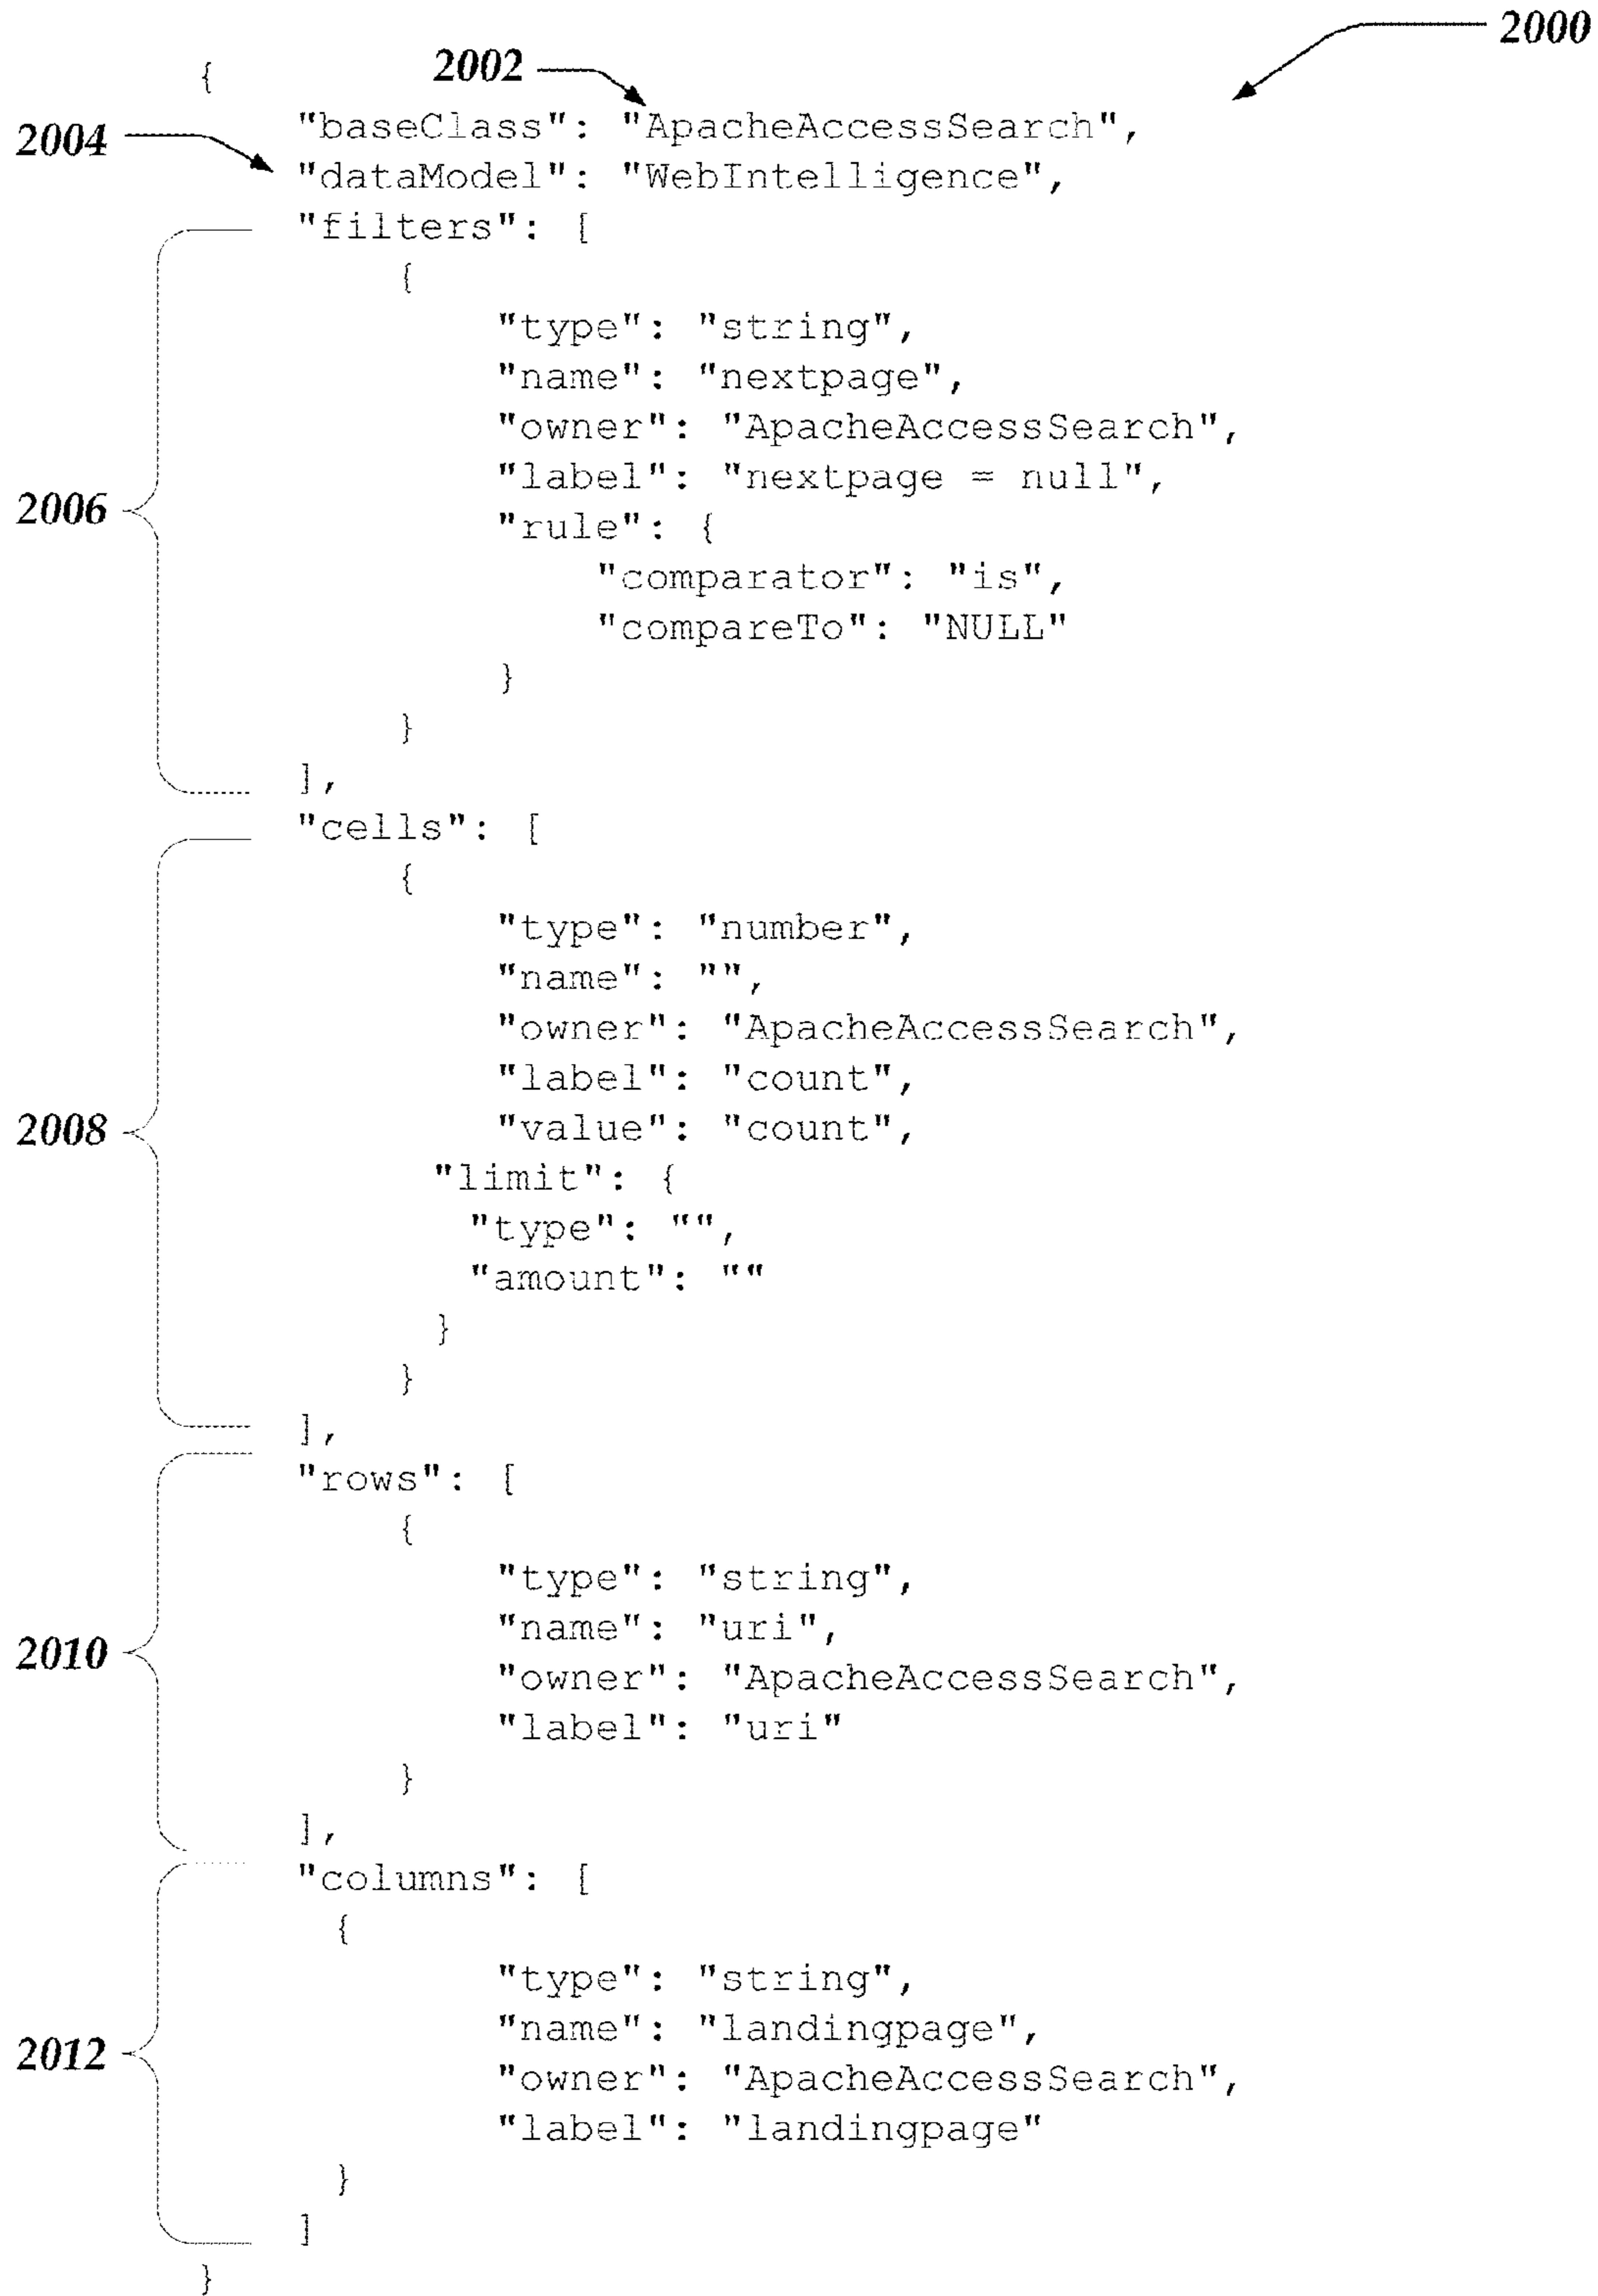 2000
{
2002
"baseClass": "ApacheAccessSearch",
2004
"dataModel": "WebIntelligence",
"filters": [
{
"type": "string",
"name": "nextpage",
"owner": "ApacheAccessSearch",
"label": "nextpage = null",
2006
"rule": {
"comparator": "is",
"compareTo": "NULL"
}
}
],
"cells": [
{
"type": "number",
"name": "",
"owner": "ApacheAccessSearch",
"label": "count",
2008
"value": "count",
"limit": {
"type": "",
"amount": ""
}
}
],
"rows": [
{
"type": "string",
"name": "uri",
2010
"owner": "ApacheAccessSearch",
"label": "uri"
}
],
"columns": [
{
"type": "string",
"name": "landingpage",
2012
"owner": "ApacheAccessSearch",
"label": "landingpage"
}
]
}